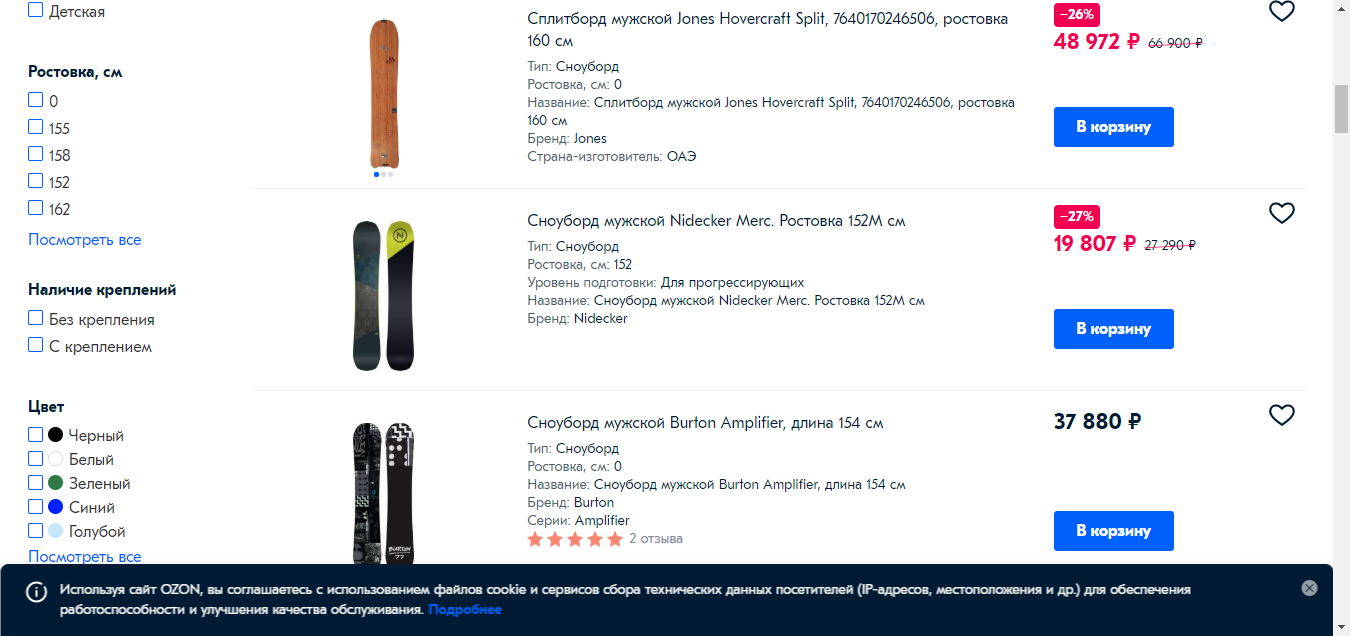 Детская
Ростовка, см
0
155
158
152
162
Посмотреть все
Наличие креплений
Без крепления
С креплением
Цвет
Черный
Белый
Зеленый
Синий
Голубой
Посмотреть все
Сплитборд мужской Jones Hovercraft Split, 7640170246506, ростовка
160 см
Тип: Сноуборд
Ростовка, см: 0
Название: Сплитборд мужской Jones Hovercraft Split, 7640170246506, ростовка
160 см
Бренд: Jones
Страна-изготовитель: ОАЭ
−26%
48 972 ₽ 66 900 ₽
В корзину
Сноуборд мужской Nidecker Merc. Ростовка 152M см
Тип: Сноуборд
Ростовка, см: 152
Уровень подготовки: Для прогрессирующих
Название: Сноуборд мужской Nidecker Merc. Ростовка 152M см
Бренд: Nidecker
−27%
19 807 ₽ 27 290 ₽
В корзину
N
Сноуборд мужской Burton Amplifier, длина 154 см
Тип: Сноуборд
Ростовка, см: 0
Название: Сноуборд мужской Burton Amplifier, длина 154 см
Бренд: Burton
Серии: Amplifier
2 отзыва
37 880 ₽
В корзину
BURTON
77
Используя сайт OZON, вы соглашаетесь с использованием файлов cookie и сервисов сбора технических данных посетителей (IP-адресов, местоположения и др.) для обеспечения
работоспособности и улучшения качества обслуживания. Подробнее